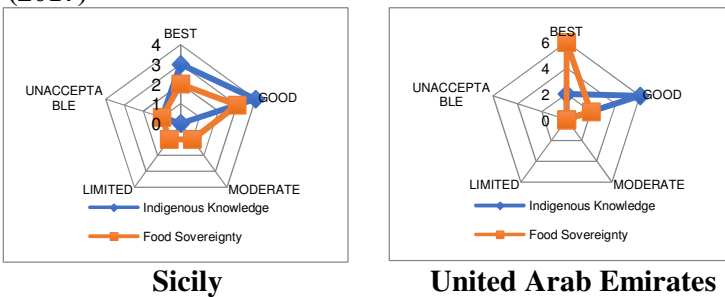 BEST
4
3
2
1
0
GOOD
MODERATE
LIMITED
UNACCEPTA
BLE
Indigenous Knowledge
Food Sovereignty
Sicily
BEST
6
4
2
0
GOOD
MODERATE
LIMITED
UNACCEPTA
BLE
Indigenous Knowledge
Food Sovereignty
United Arab Emirates